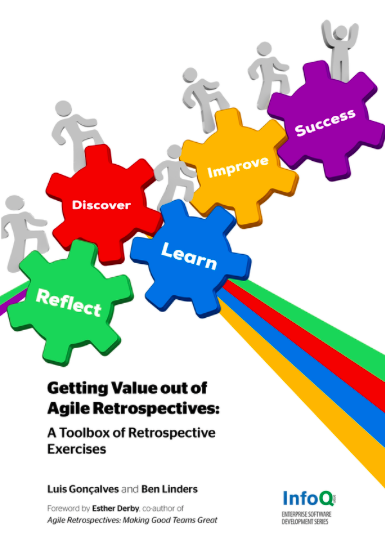 Success
Improve
Discover
Learn
Reflect
Getting Value out of
Agile Retrospectives:
A Toolbox of Retrospective
Exercises
Luis Gonçalves and Ben Linders
Foreword by Esther Derby, co-author of
Agile Retrospectives: Making Good Teams Great
InfoQ
ENTERPRISE SOFTWARE
DEVELOPMENT SERIES